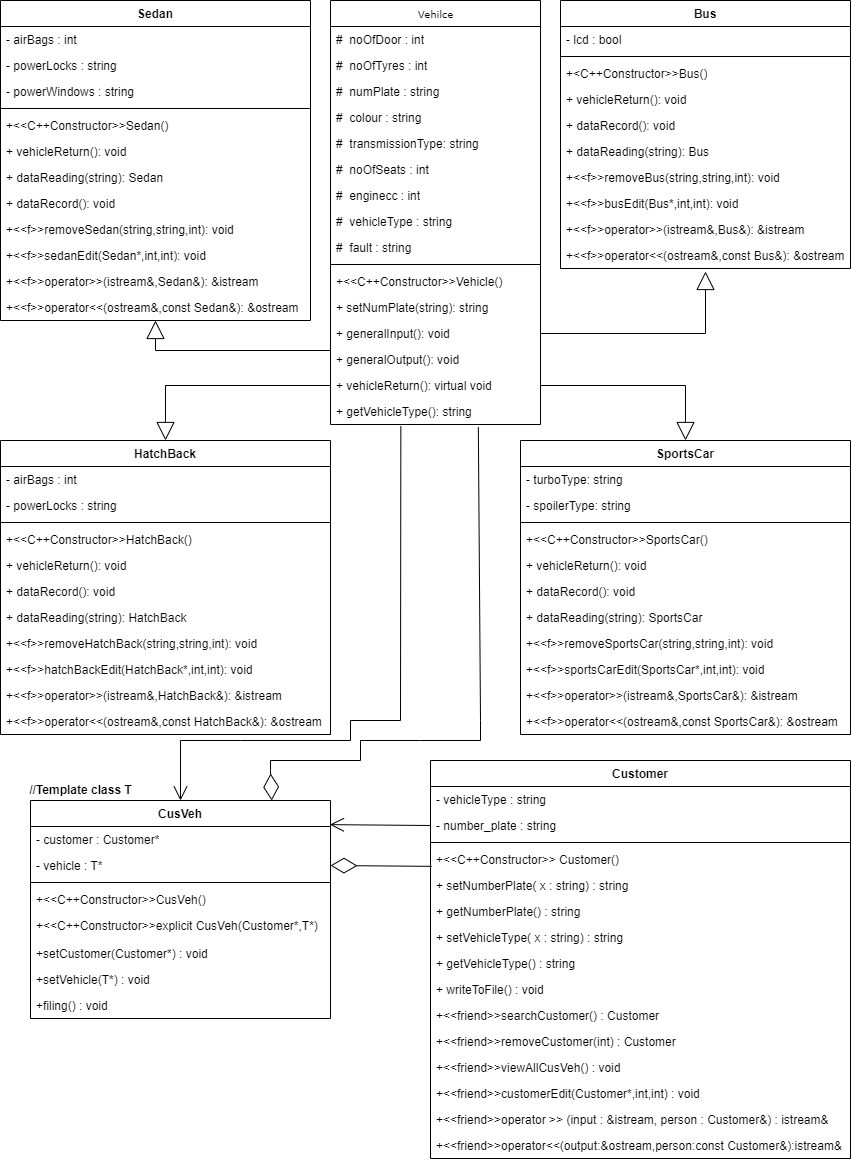 Sedan
- airBags : int
- powerLocks : string
- powerWindows : string
+<<C++Constructor>>Sedan()
+ vehicleReturn(): void
+ dataReading(string): Sedan
+ dataRecord(): void
+<<f>>removeSedan(string,string,int): void
+<<f>>sedanEdit(Sedan*,int,int): void
+<<f>>operator>>(istream&,Sedan&): &istream
+<<f>>operator<<(ostream&,const Sedan&): &ostream
Vehilce
# noOfDoor : int
# noOfTyres : int
# numPlate : string
# colour : string
# transmissionType: string
# noOfSeats : int
# enginecc : int
# vehicleType : string
# fault : string
+<<C++Constructor>>Vehicle()
+ setNumPlate(string): string
+ generalInput(): void
+ generalOutput(): void
+ vehicleReturn(): virtual void
+ getVehicleType(): string
Bus
- lcd : bool
+<C++Constructor>>Bus()
+ vehicleReturn(): void
+ dataRecord(): void
+ dataReading(string): Bus
+<<f>>removeBus(string,string,int): void
+<<f>>busEdit(Bus*,int,int): void
+<<f>>operator>>(istream&,Bus&): &istream
+<<f>>operator<<(ostream&,const Bus&): &ostream
HatchBack
- airBags : int
- powerLocks : string
+<<C++Constructor>>HatchBack()
+ vehicleReturn(): void
+ dataRecord(): void
+ dataReading(string): HatchBack
+<<f>>removeHatchBack(string,string,int): void
+<<f>>hatchBackEdit(HatchBack*,int,int): void
+<<f>>operator>>(istream&,HatchBack&): &istream
+<<f>>operator<<(ostream&,const HatchBack&): &ostream
SportsCar
- turboType: string
- spoilerType: string
+<<C++Constructor>>SportsCar()
+ vehicleReturn(): void
+ dataRecord(): void
+ dataReading(string): SportsCar
+<<f>>removeSportsCar(string,string,int): void
+<<f>>sportsCarEdit(SportsCar*,int,int): void
+<<f>>operator>>(istream&,SportsCar&): &istream
+<<f>>operator<<(ostream&,const SportsCar&): &ostream
//Template class T
CusVeh
- customer : Customer*
- vehicle : T*
+<<C++Constructor>>CusVeh()
+<<C++Constructor>>explicit CusVeh(Customer*,T*)
+setCustomer(Customer*) : void
+setVehicle(T*) : void
+filing() : void
Customer
- vehicleType : string
- number_plate : string
+<<C++Constructor>> Customer()
+ setNumberPlate( x : string) : string
+ getNumberPlate() : string
+ setVehicleType( x : string) : string
+ getVehicleType() : string
+ writeToFile() : void
+<<friend>>searchCustomer() : Customer
+<<friend>>removeCustomer(int) : Customer
+<<friend>>viewAllCusVeh() : void
+<<friend>>customerEdit(Customer*,int,int) : void
+<<friend>>operator >> (input : &istream, person : Customer&) : istream&
+<<friend>>operator<<(output:&ostream,person:const Customer&):istream&